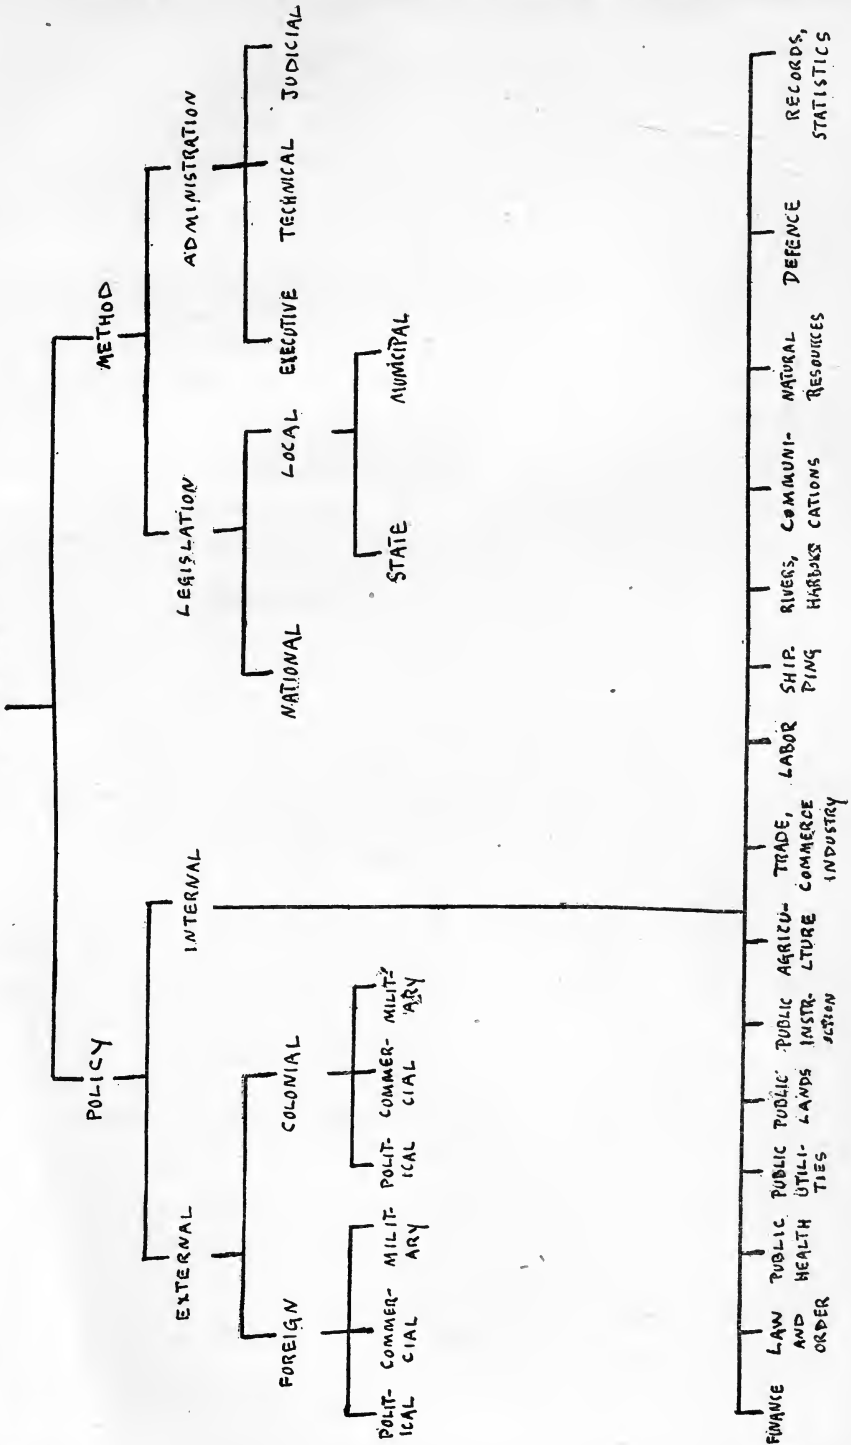 POLICY
METHOD
EXTERNAL
INTERNAL
LEGISLATION
ADMINISTRATION
FOREIGN
COLONIAL
NATIONAL
LOCAL
EXECUTIVE
TECHNICAL
JUDICIAL
POLIT-
ICAL
COMMER-
CIAL
MILIT-
ARY
POLIT-
ICAL
COMMER-
CIAL
MILIT-
ARY
STATE
MUNICIPAL
FINANCE
LAW
AND
ORDER
PUBLIC
HEALTH
PUBLIC
UTILI-
TIES
PUBLIC
LANDS
PUBLIC
INSTR-
UCTION
AGRICU-
LTURE
TRADE,
COMMERCE
INDUSTRY
LABOR
SHIP-
PING
RIVERS,
HARBORS
COMMUNI-
CATIONS
NATURAL
RESOURCES
DEFENCE
RECORDS,
STATISTICS